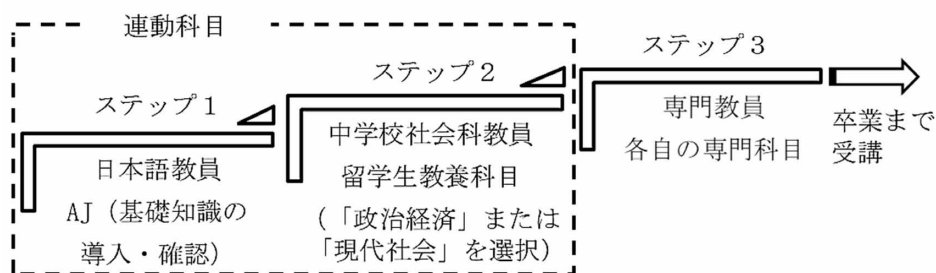 連動科目
ステップ1
日本語教員
AJ（基礎知識の
導入・確認）
ステップ2
中学校社会科教員
留学生教養科目
（「政治経済」または
「現代社会」を選択）
ステップ3
専門教員
各自の専門科目
卒業まで
受講